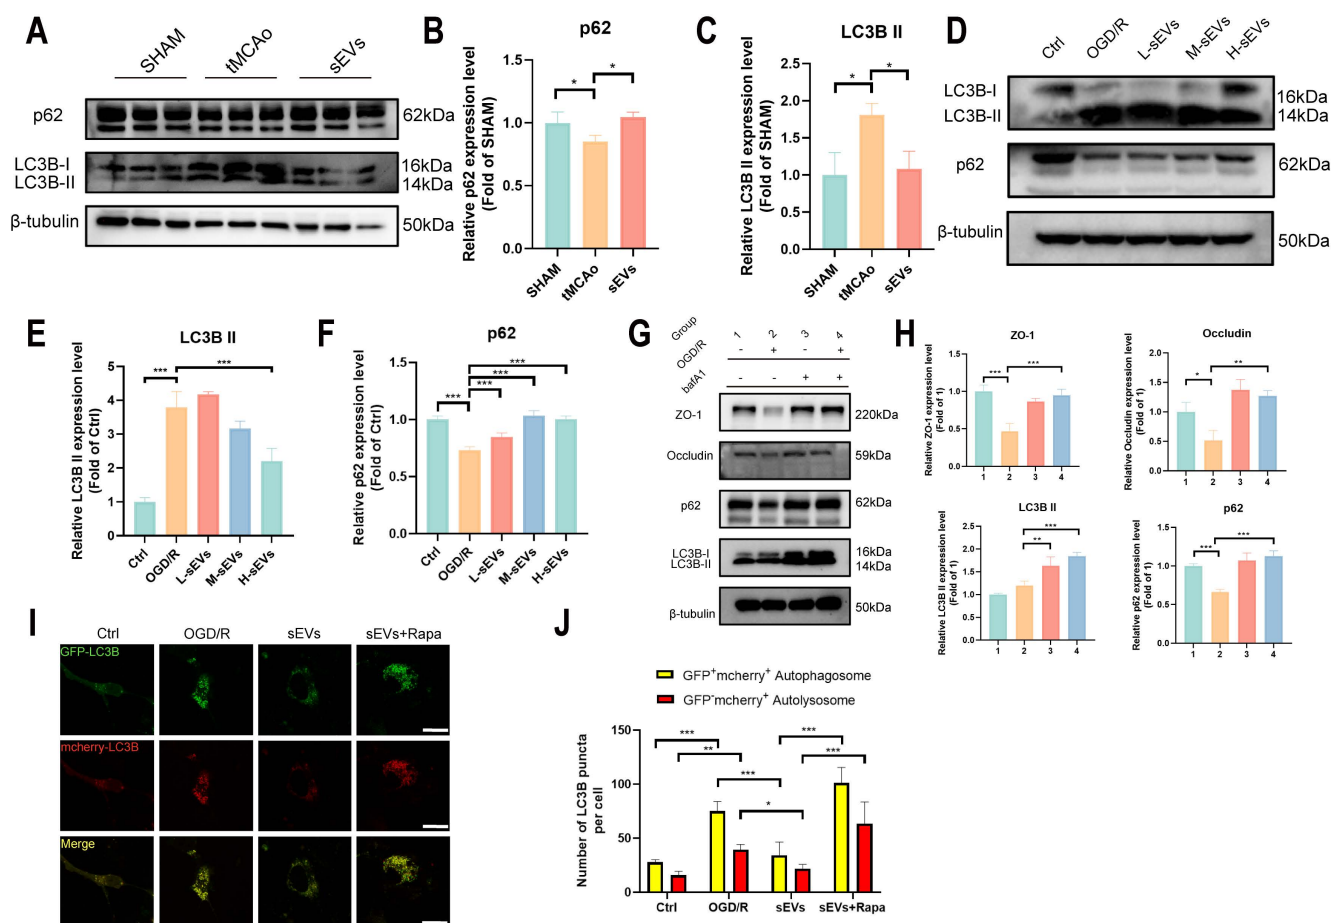 A
SHAM
tMCAo
sEVs
p62
62kDa
LC3B-I
16kDa
LC3B-II
14kDa
β-tubulin
50kDa
B
p62
Relative p62 expression level
(Fold of SHAM)
1.5
1.0
0.5
0.0
*
*
SHAM
tMCAo
sEVs
C
LC3B II
Relative LC3B II expression level
(Fold of SHAM)
2.5
2.0
1.5
1.0
0.5
0.0
*
*
SHAM
tMCAo
sEVs
D
Ctrl
OGD/R
L-sEVs
M-sEVs
H-sEVs
LC3B-I
16kDa
LC3B-II
14kDa
p62
62kDa
β-tubulin
50kDa
E
LC3B II
Relative LC3B II expression level
(Fold of Ctrl)
6
4
2
0
***
***
Ctrl
OGD/R
L-sEVs
M-sEVs
H-sEVs
F
p62
Relative p62 expression level
(Fold of Ctrl)
1.5
1.0
0.5
0.0
***
***
***
***
Ctrl
OGD/R
L-sEVs
M-sEVs
H-sEVs
G
Group 1 2 3 4
OGD/R - + - +
bafA1 - - + +
ZO-1
220kDa
Occludin
59kDa
p62
62kDa
LC3B-I
16kDa
LC3B-II
14kDa
β-tubulin
50kDa
H
ZO-1
Relative ZO-1 expression level
(Fold of 1)
1.5
1.0
0.5
0.0
***
***
1 2 3 4
Occludin
Relative Occludin expression level
(Fold of 1)
2.0
1.5
1.0
0.5
0.0
*
**
1 2 3 4
LC3B II
Relative LC3B II expression level
(Fold of 1)
2.5
2.0
1.5
1.0
0.5
0.0
**
***
1 2 3 4
p62
Relative p62 expression level
(Fold of 1)
1.5
1.0
0.5
0.0
***
***
1 2 3 4
I
Ctrl
OGD/R
sEVs
sEVs+Rapa
GFP-LC3B
mcherry-LC3B
Merge
J
GFP+mcherry+ Autophagosome
GFP-mcherry+ Autolysosome
Number of LC3B puncta
per cell
150
100
50
0
***
**
***
*
***
***
Ctrl
OGD/R
sEVs
sEVs+Rapa